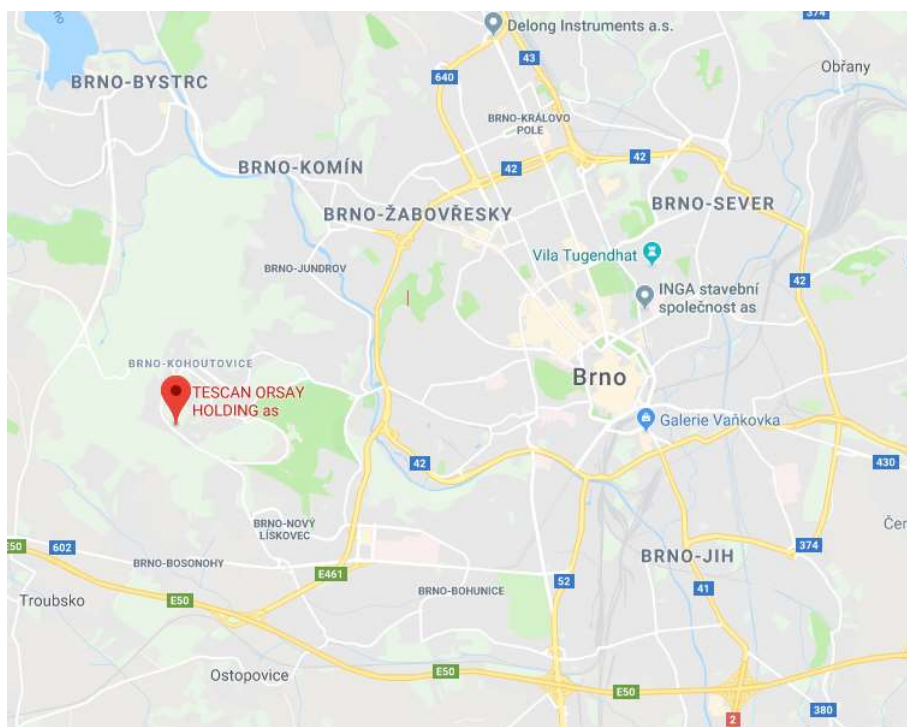 Delong Instruments a.s.
374
43
Obřany
640
BRNO-BYSTRC
BRNO-KRÁLOVO
POLE
42
42
BRNO-KOMÍN
BRNO-SEVER
BRNO-ŽABOVŘESKY
Vila Tugendhat
BRNO-JUNDROV
42
INGA stavební
společnost as
BRNO-KOHOUTOVICE
Brno
TESCAN ORSAY
HOLDING as
Galerie Vaňkovka
42
430
BRNO-NOVÝ
LÍSKOVEC
E50
602
374
BRNO-BOSONOHY
BRNO-JIH
E461
52
E50
BRNO-BOHUNICE
41
Troubsko
Ostopovice
E50
E50
380
2